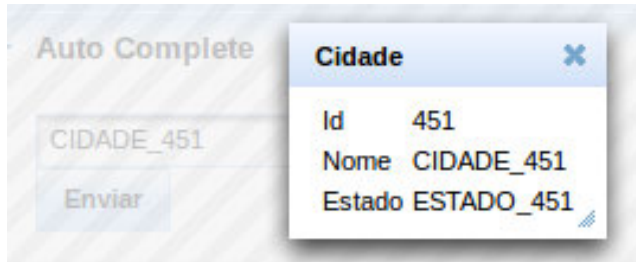 Auto Complete
CIDADE_451
Enviar
Cidade
Id 451
Nome CIDADE_451
Estado ESTADO_451